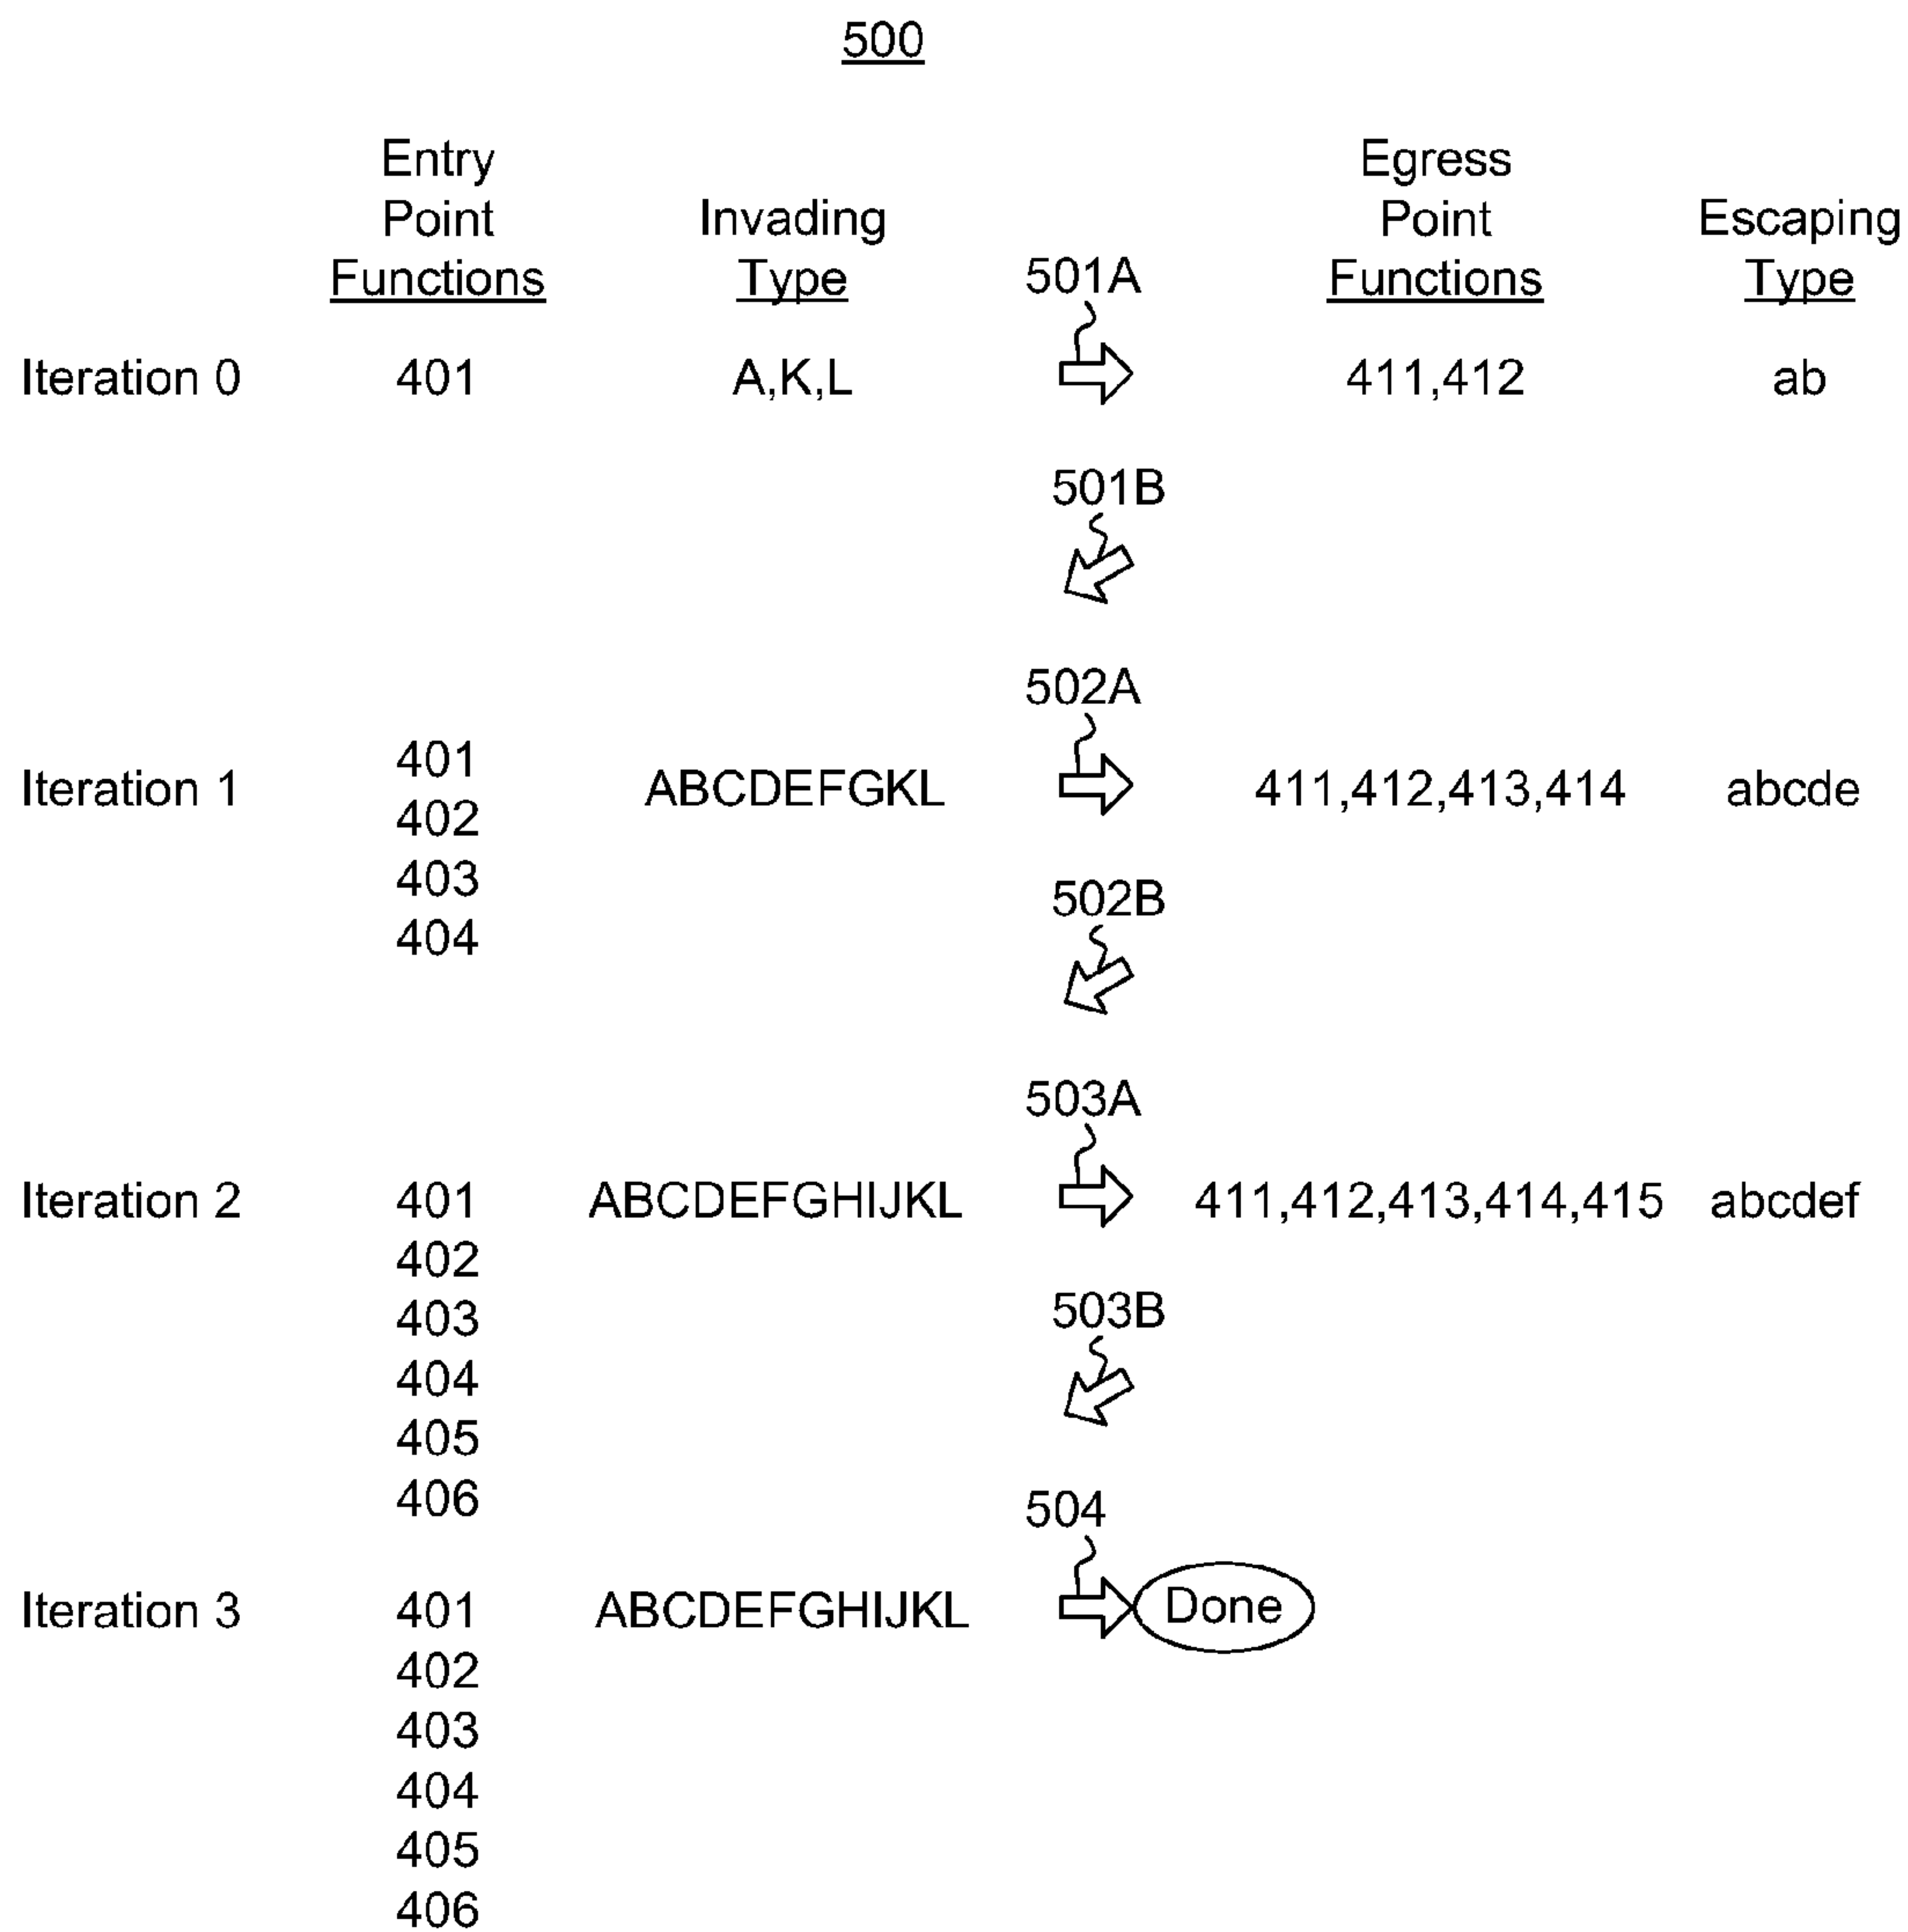 500
Entry Point Functions
Invading Type
501A
Egress Point Functions
Escaping Type
Iteration 0 401 A,K,L 411,412 ab
501B
502A
Iteration 1 401 ABCDEFGKL 411,412,413,414 abcde
402
403
404
502B
503A
Iteration 2 401 ABCDEFGHIJKL 411,412,413,414,415 abcdef
402
403
404
405
406
503B
504
Iteration 3 401 ABCDEFGHIJKL Done
402
403
404
405
406